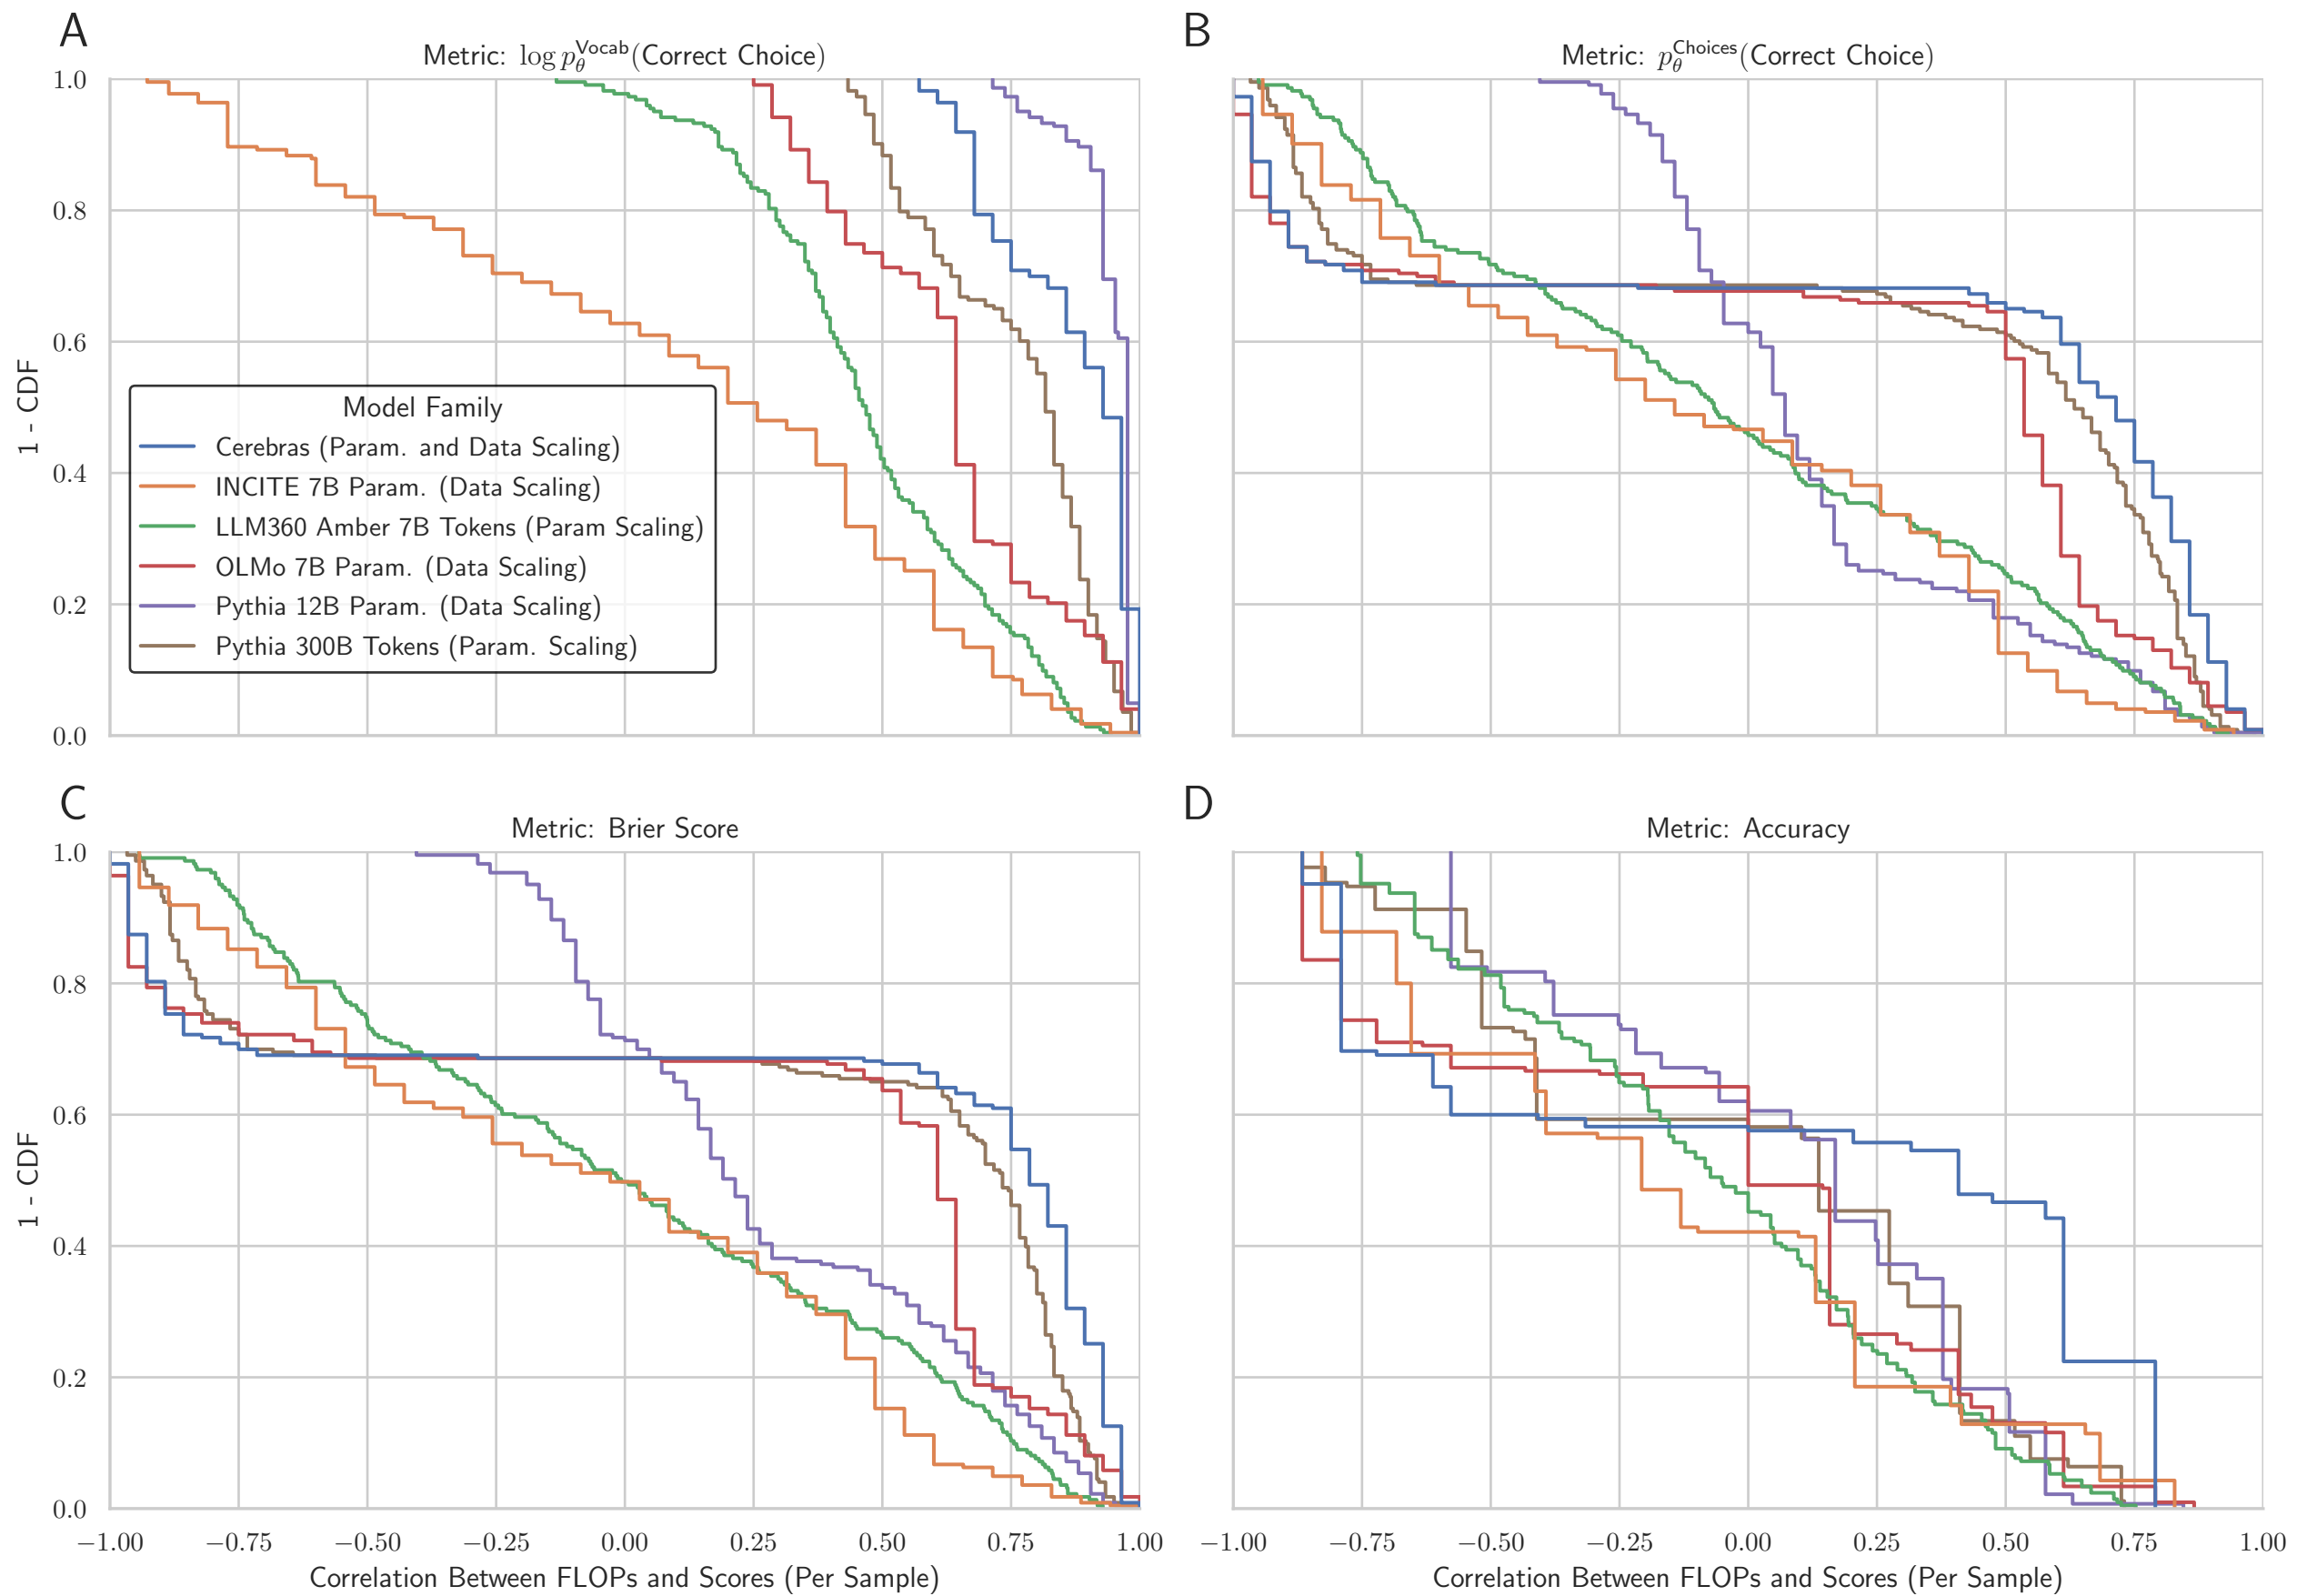 A
Metric: log p_θ^Vocab(Correct Choice)
1.0
0.8
0.6
0.4
0.2
0.0
1 - CDF
Model Family
Cerebras (Param. and Data Scaling)
INCITE 7B Param. (Data Scaling)
LLM360 Amber 7B Tokens (Param Scaling)
OLMo 7B Param. (Data Scaling)
Pythia 12B Param. (Data Scaling)
Pythia 300B Tokens (Param. Scaling)
B
Metric: p_θ^Choices(Correct Choice)
C
Metric: Brier Score
1.0
0.8
0.6
0.4
0.2
0.0
1 - CDF
−1.00 −0.75 −0.50 −0.25 0.00 0.25 0.50 0.75 1.00
Correlation Between FLOPs and Scores (Per Sample)
D
Metric: Accuracy
−1.00 −0.75 −0.50 −0.25 0.00 0.25 0.50 0.75 1.00
Correlation Between FLOPs and Scores (Per Sample)